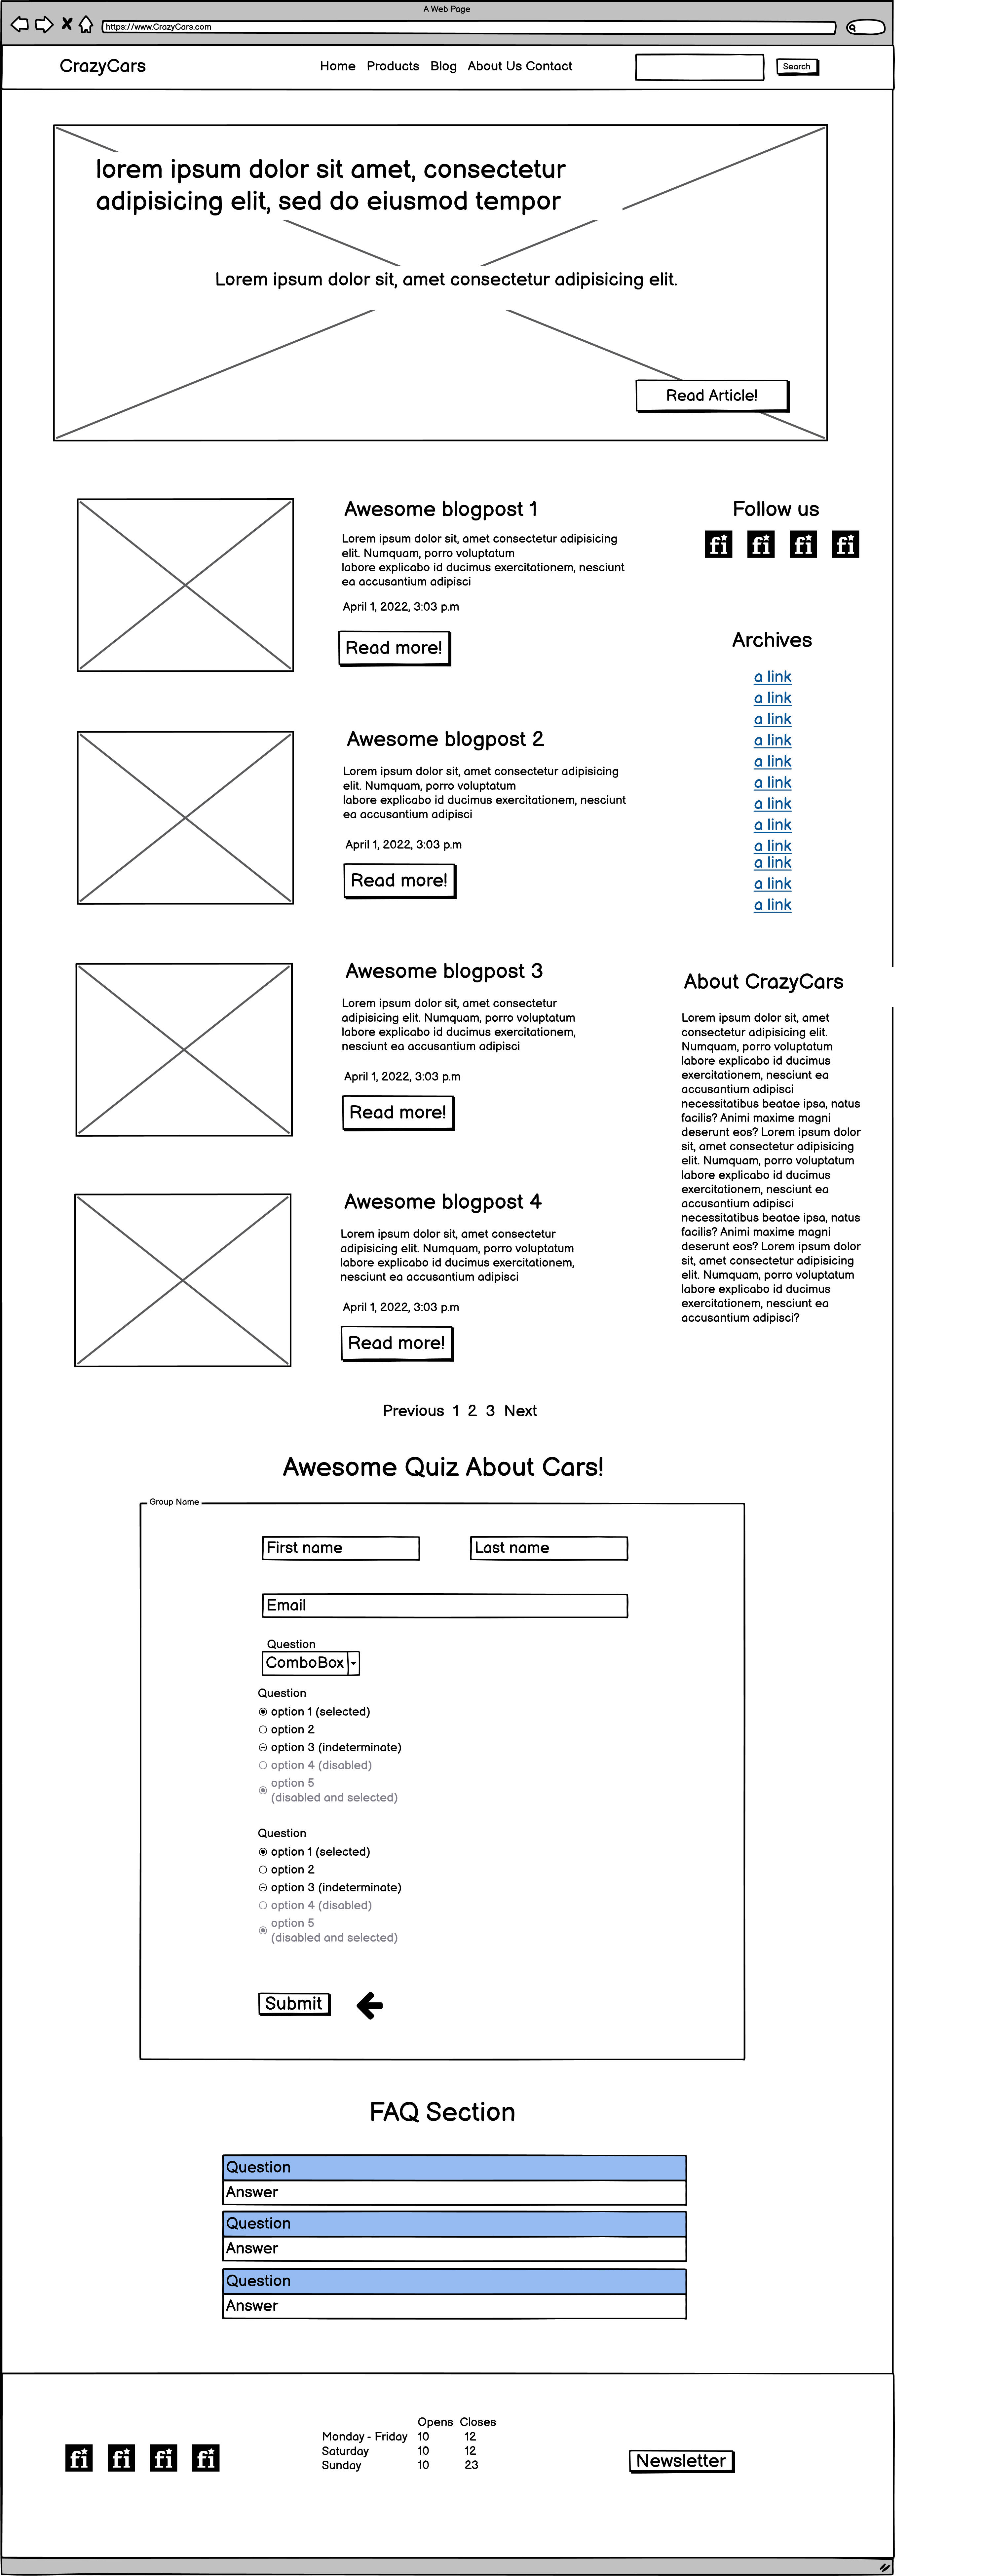 A Web Page
https://www.CrazyCars.com
CrazyCars
Home Products Blog About Us Contact
Search
lorem ipsum dolor sit amet, consectetur
adipisicing elit, sed do eiusmod tempor
Lorem ipsum dolor sit, amet consectetur adipisicing elit.
Read Article!
Awesome blogpost 1
Lorem ipsum dolor sit, amet consectetur adipisicing
elit. Numquam, porro voluptatum
labore explicabo id ducimus exercitationem, nesciunt
ea accusantium adipisci
April 1, 2022, 3:03 p.m
Read more!
Awesome blogpost 2
Lorem ipsum dolor sit, amet consectetur adipisicing
elit. Numquam, porro voluptatum
labore explicabo id ducimus exercitationem, nesciunt
ea accusantium adipisci
April 1, 2022, 3:03 p.m
Read more!
Awesome blogpost 3
Lorem ipsum dolor sit, amet consectetur
adipisicing elit. Numquam, porro voluptatum
labore explicabo id ducimus exercitationem,
nesciunt ea accusantium adipisci
April 1, 2022, 3:03 p.m
Read more!
Awesome blogpost 4
Lorem ipsum dolor sit, amet consectetur
adipisicing elit. Numquam, porro voluptatum
labore explicabo id ducimus exercitationem,
nesciunt ea accusantium adipisci
April 1, 2022, 3:03 p.m
Read more!
Follow us
fi fi fi fi
Archives
a link
a link
a link
a link
a link
a link
a link
a link
a link
a link
a link
a link
About CrazyCars
Lorem ipsum dolor sit, amet
consectetur adipisicing elit.
Numquam, porro voluptatum
labore explicabo id ducimus
exercitationem, nesciunt ea
accusantium adipisci
necessitatibus beatae ipsa, natus
facilis? Animi maxime magni
deserunt eos? Lorem ipsum dolor
sit, amet consectetur adipisicing
elit. Numquam, porro voluptatum
labore explicabo id ducimus
exercitationem, nesciunt ea
accusantium adipisci
necessitatibus beatae ipsa, natus
facilis? Animi maxime magni
deserunt eos? Lorem ipsum dolor
sit, amet consectetur adipisicing
elit. Numquam, porro voluptatum
labore explicabo id ducimus
exercitationem, nesciunt ea
accusantium adipisci?
Previous 1 2 3 Next
Awesome Quiz About Cars!
Group Name
First name Last name
Email
Question
ComboBox
Question
option 1 (selected)
option 2
option 3 (indeterminate)
option 4 (disabled)
option 5
(disabled and selected)
Question
option 1 (selected)
option 2
option 3 (indeterminate)
option 4 (disabled)
option 5
(disabled and selected)
Submit
FAQ Section
Question
Answer
Question
Answer
Question
Answer
fi fi fi fi
Opens Closes
Monday - Friday 10 12
Saturday 10 12
Sunday 10 23
Newsletter